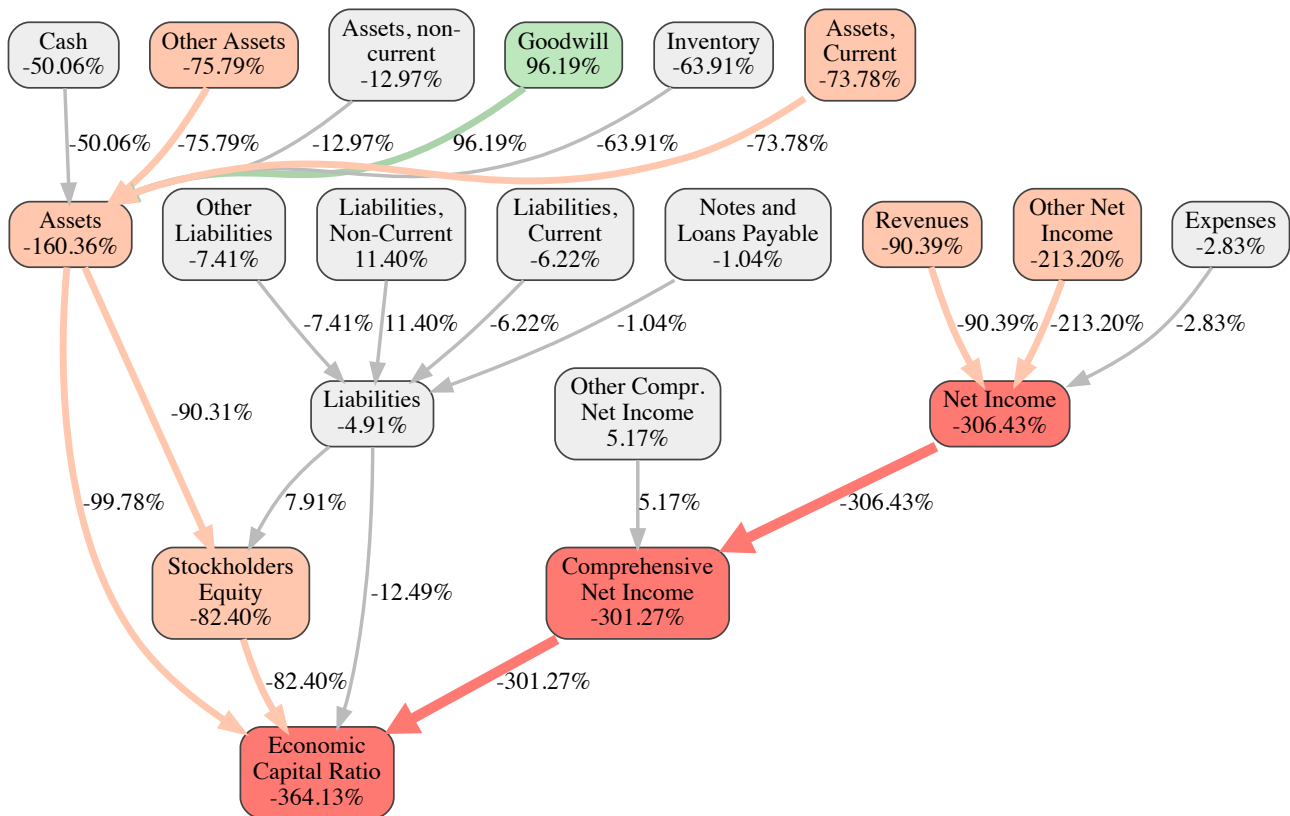 Cash
-50.06%
Other Assets
-75.79%
Assets, non-
current
-12.97%
Goodwill
96.19%
Inventory
-63.91%
Assets,
Current
-73.78%
-50.06%
-75.79%
-12.97%
96.19%
-63.91%
-73.78%
Assets
-160.36%
Other
Liabilities
-7.41%
Liabilities,
Non-Current
11.40%
Liabilities,
Current
-6.22%
Notes and
Loans Payable
-1.04%
Revenues
-90.39%
Other Net
Income
-213.20%
Expenses
-2.83%
-7.41%
11.40%
-6.22%
-1.04%
-90.39%
-213.20%
-2.83%
-90.31%
Liabilities
-4.91%
Other Compr.
Net Income
5.17%
Net Income
-306.43%
-99.78%
7.91%
5.17%
-306.43%
Stockholders
Equity
-82.40%
-12.49%
Comprehensive
Net Income
-301.27%
-82.40%
-301.27%
Economic
Capital Ratio
-364.13%